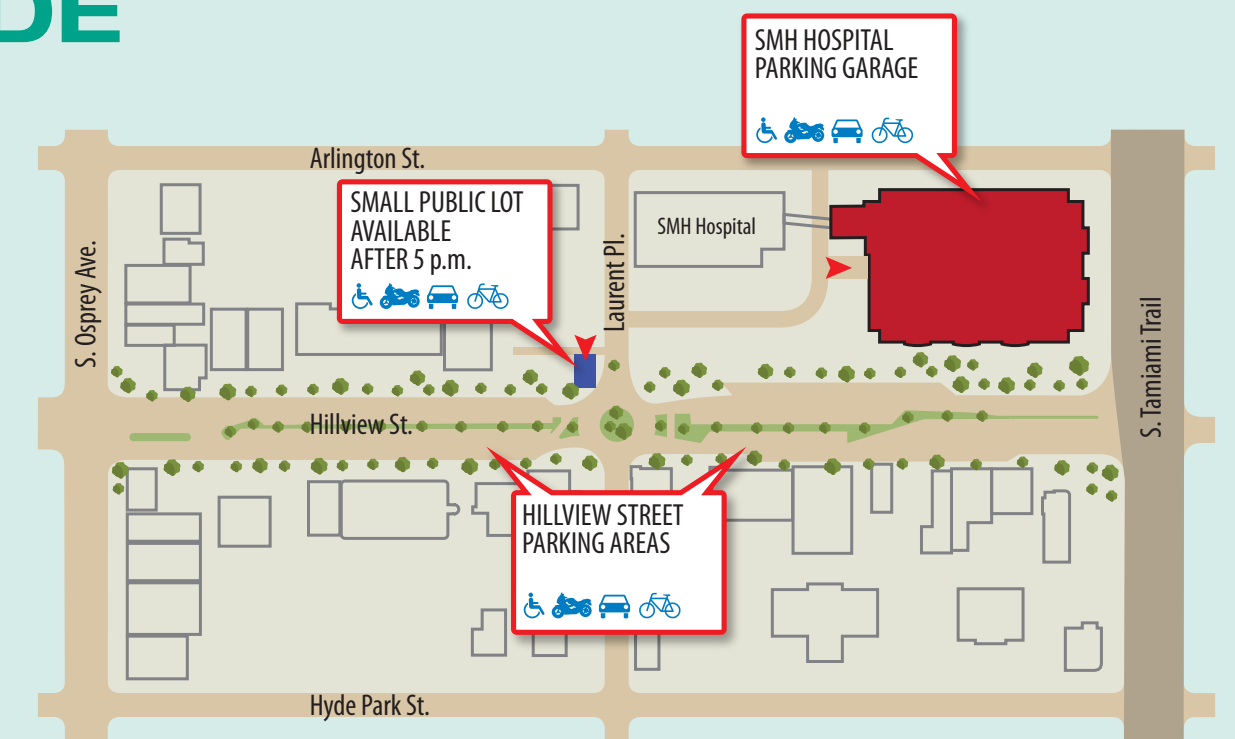 DE
SMH HOSPITAL
PARKING GARAGE
Arlington St.
SMALL PUBLIC LOT
AVAILABLE
AFTER 5 p.m.
SMH Hospital
S. Osprey Ave.
Laurent Pl.
S. Tamiami Trail
Hillview St.
HILLVIEW STREET
PARKING AREAS
Hyde Park St.